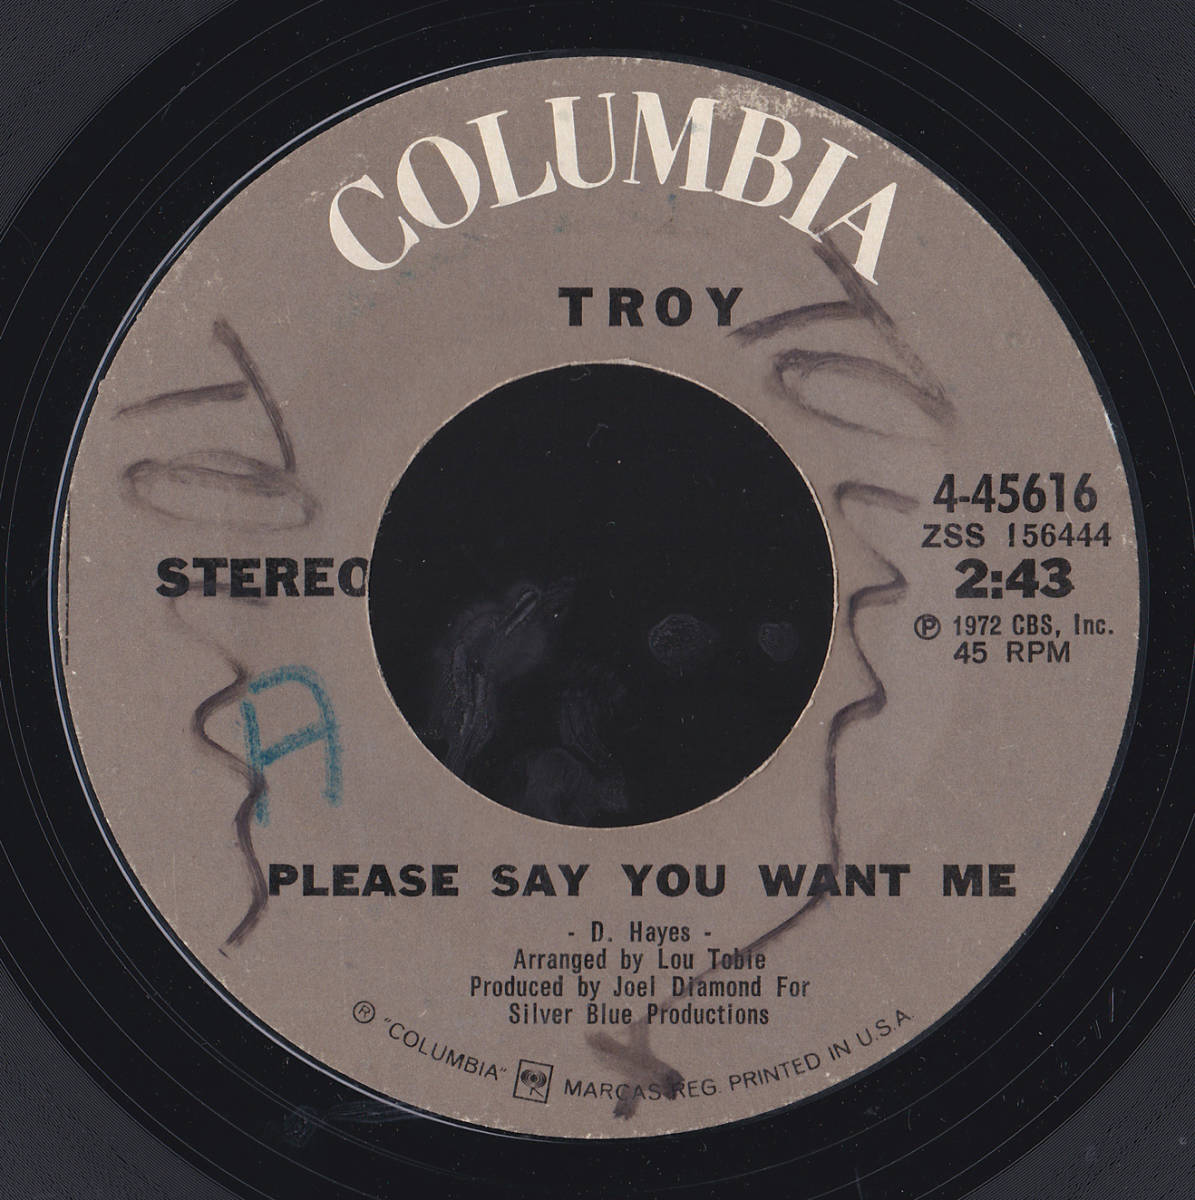 COLUMBIA
TROY
4-45616
ZSS 156444
STEREO
2:43
℗ 1972 CBS, Inc.
45 RPM
A
PLEASE SAY YOU WANT ME
- D. Hayes -
Arranged by Lou Tobie
Produced by Joel Diamond For
Silver Blue Productions
® "COLUMBIA" MARCAS REG. PRINTED IN U.S.A.